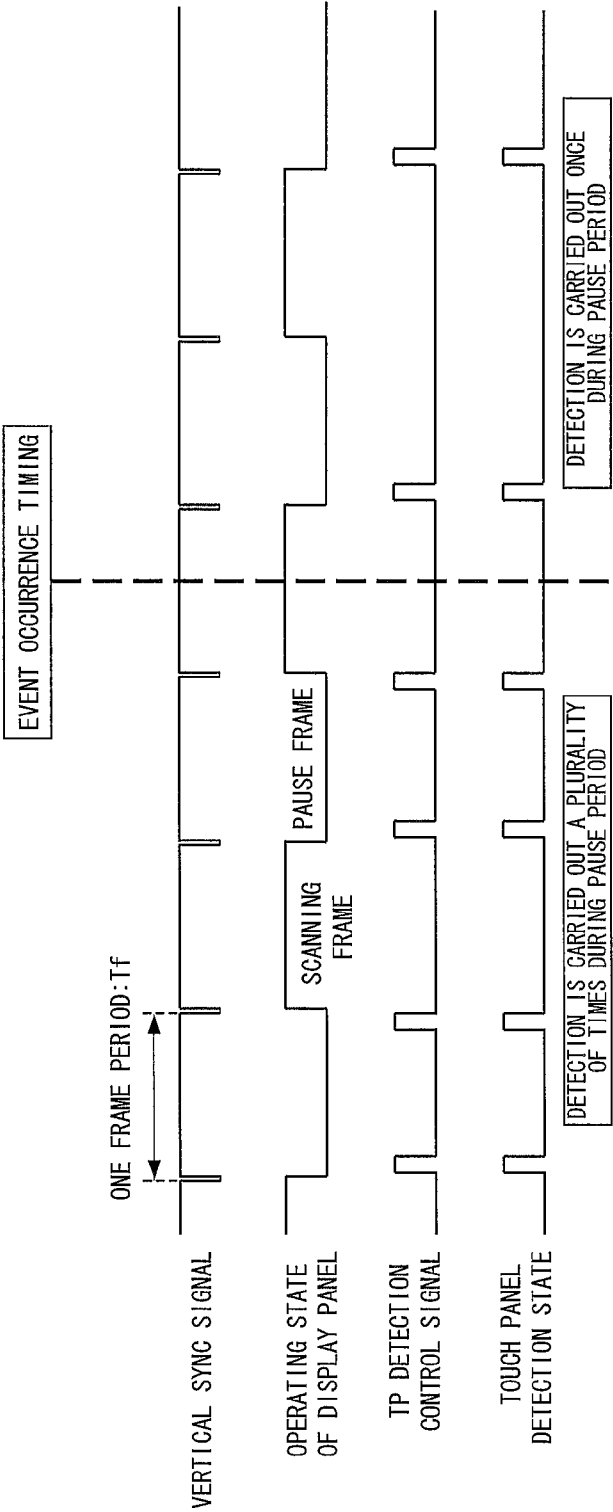 EVENT OCCURRENCE TIMING
ONE FRAME PERIOD:Tf
VERTICAL SYNC SIGNAL
OPERATING STATE
OF DISPLAY PANEL
SCANNING
FRAME
PAUSE FRAME
TP DETECTION
CONTROL SIGNAL
TOUCH PANEL
DETECTION STATE
DETECTION IS CARRIED OUT A PLURALITY
OF TIMES DURING PAUSE PERIOD
DETECTION IS CARRIED OUT ONCE
DURING PAUSE PERIOD